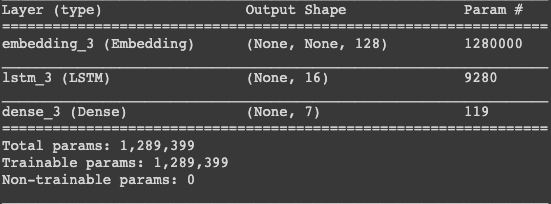 Layer (type) Output Shape Param #
=================================================================
embedding_3 (Embedding) (None, None, 128) 1280000
_________________________________________________________________
lstm_3 (LSTM) (None, 16) 9280
_________________________________________________________________
dense_3 (Dense) (None, 7) 119
=================================================================
Total params: 1,289,399
Trainable params: 1,289,399
Non-trainable params: 0
_________________________________________________________________